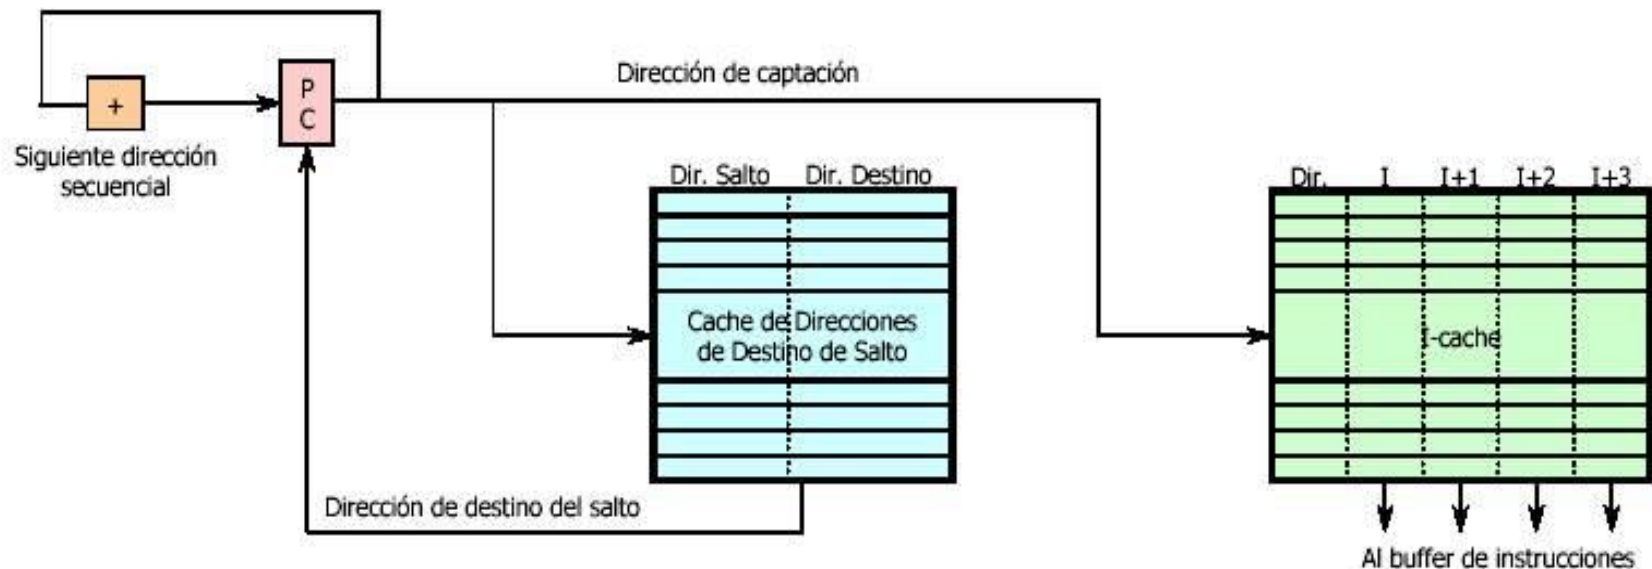 Dirección de captación
+
P
C
Siguiente dirección
secuencial
Dir. Salto Dir. Destino
Dir. I I+1 I+2 I+3
Cache de Direcciones
de Destino de Salto
I-cache
Dirección de destino del salto
Al buffer de instrucciones